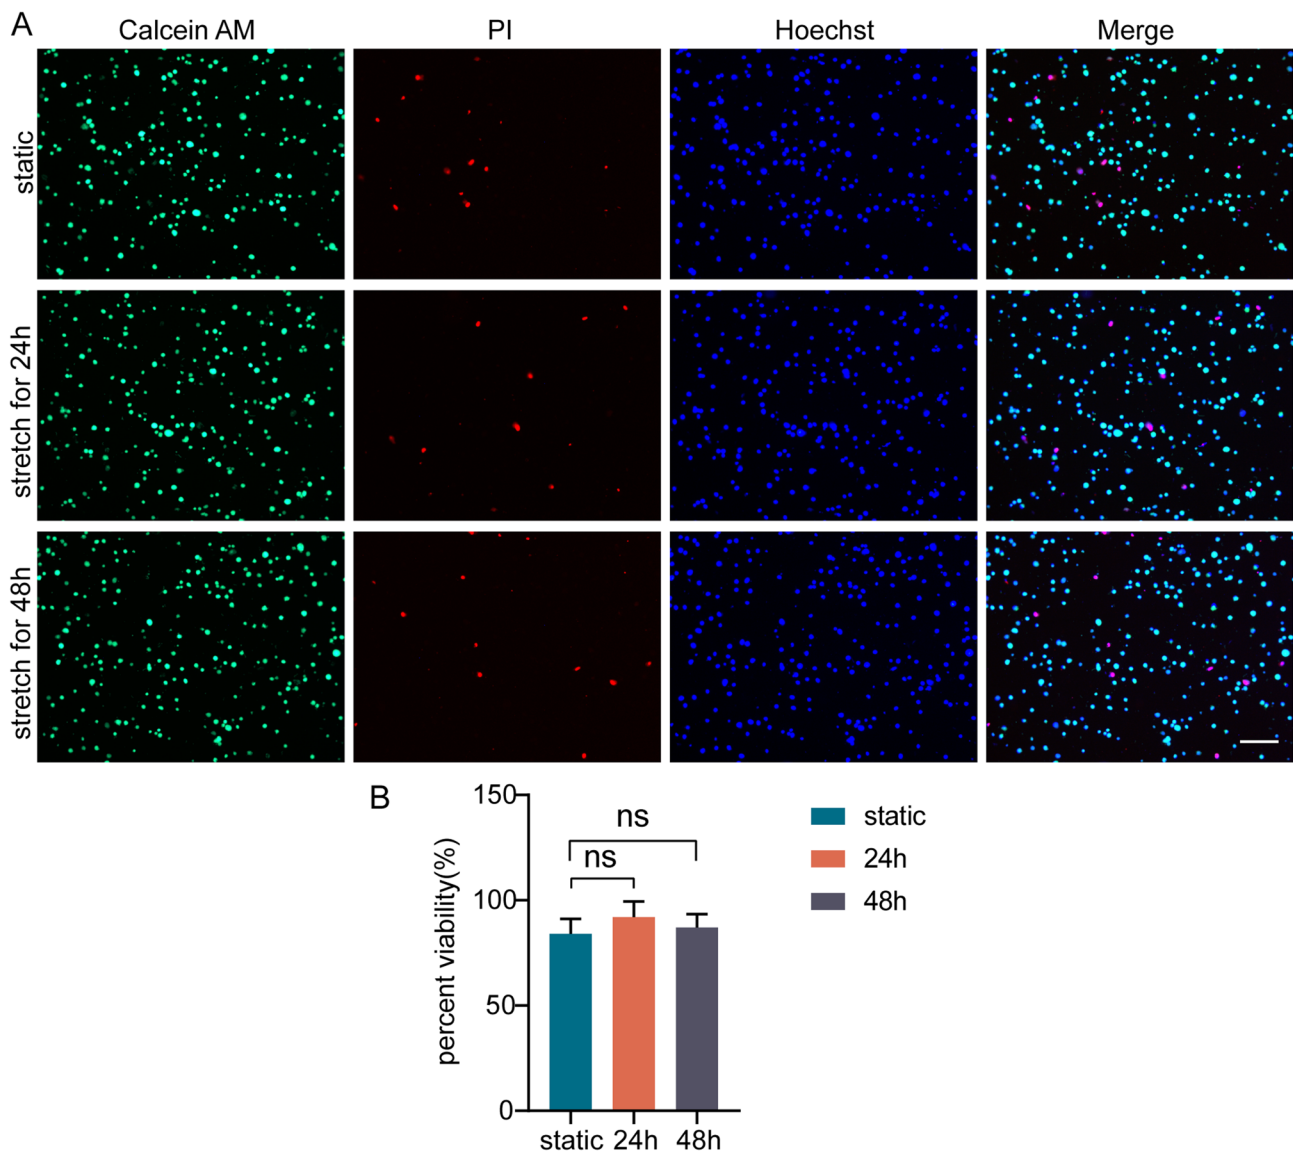 A
Calcein AM
PI
Hoechst
Merge
static
stretch for 24h
stretch for 48h
B
percent viability(%)
150
100
50
0
ns
ns
static
24h
48h
static
24h
48h